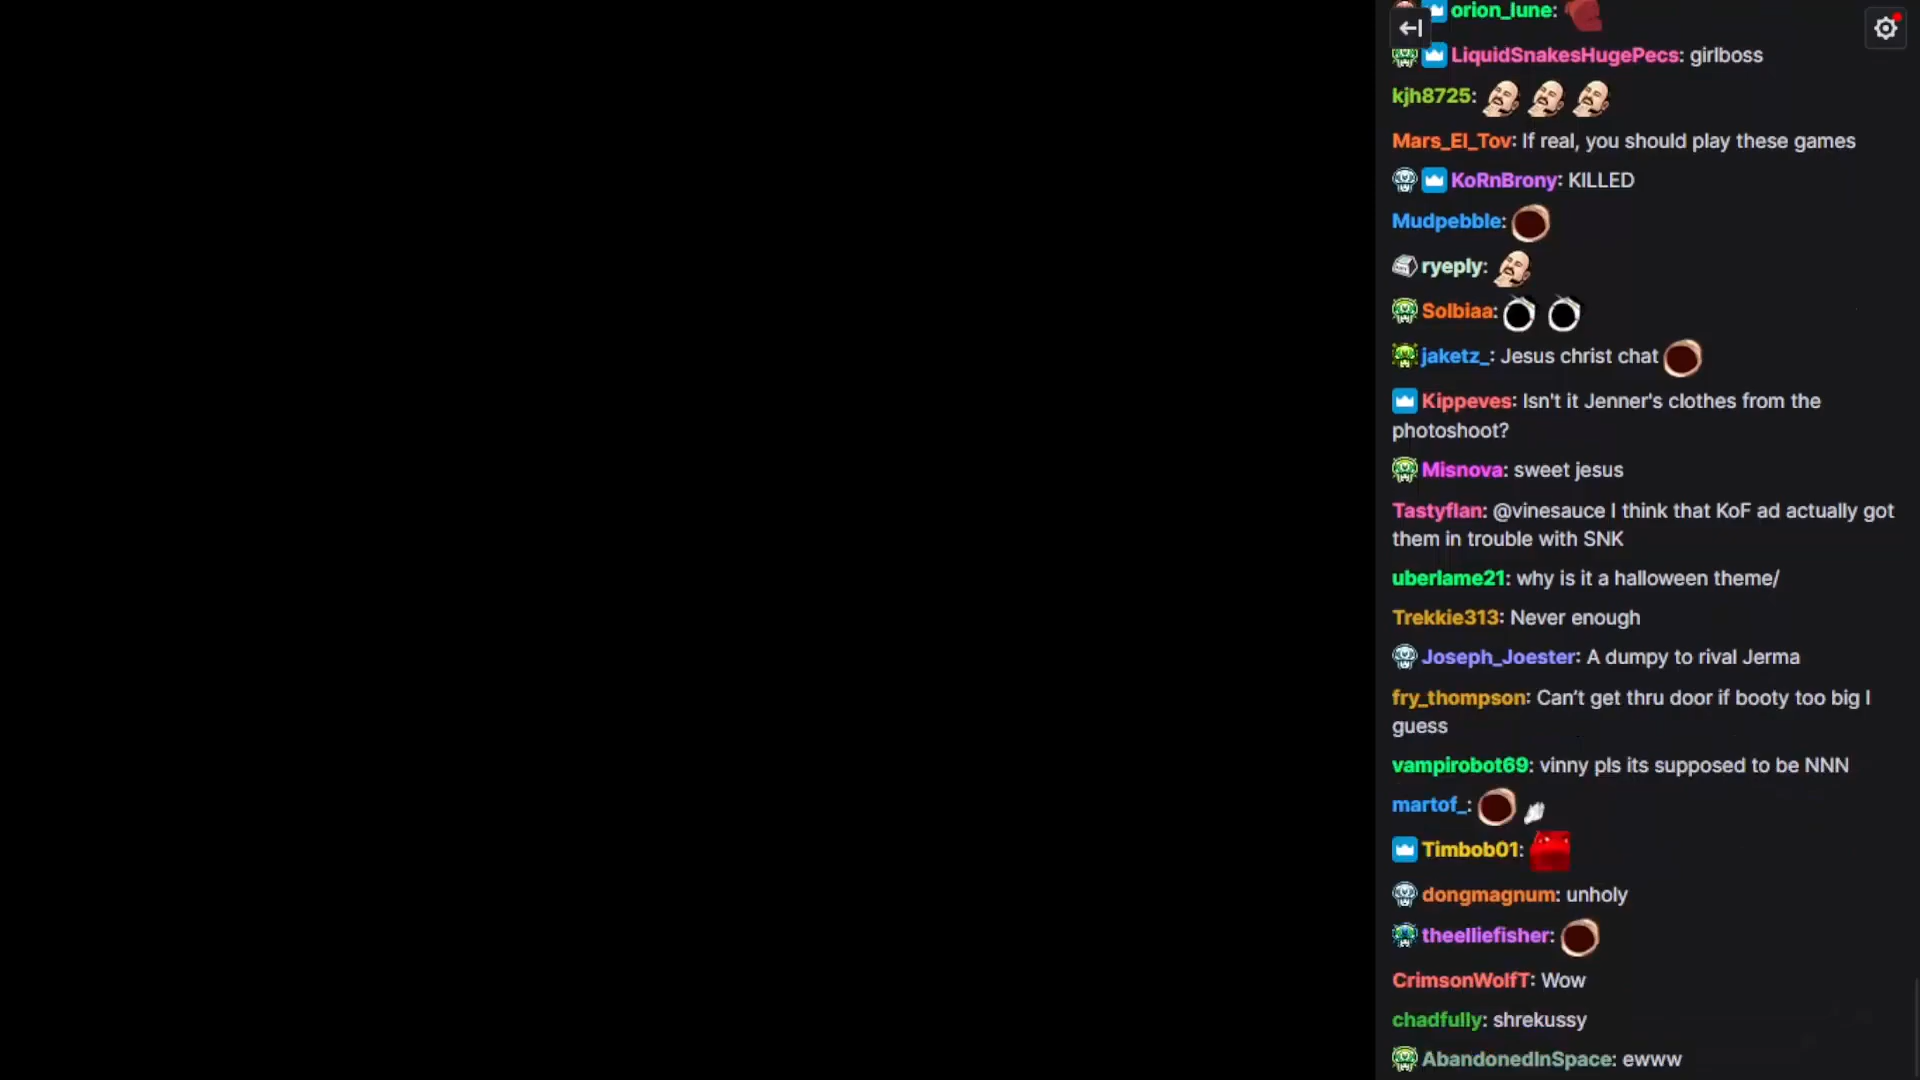 orion_lune:
LiquidSnakesHugePecs: girlboss
kjh8725:
Mars_El_Tov: If real, you should play these games
KoRnBrony: KILLED
Mudpebble:
ryeply:
Solbiaa:
jaketz_: Jesus christ chat
Kippeves: Isn't it Jenner's clothes from the
photoshoot?
Misnova: sweet jesus
Tastyflan: @vinesauce I think that KoF ad actually got
them in trouble with SNK
uberlame21: why is it a halloween theme/
Trekkie313: Never enough
Joseph_Joester: A dumpy to rival Jerma
fry_thompson: Can’t get thru door if booty too big I
guess
vampirobot69: vinny pls its supposed to be NNN
martof_:
Timbob01:
dongmagnum: unholy
theelliefisher:
CrimsonWolfT: Wow
chadfully: shrekussy
AbandonedInSpace: ewww